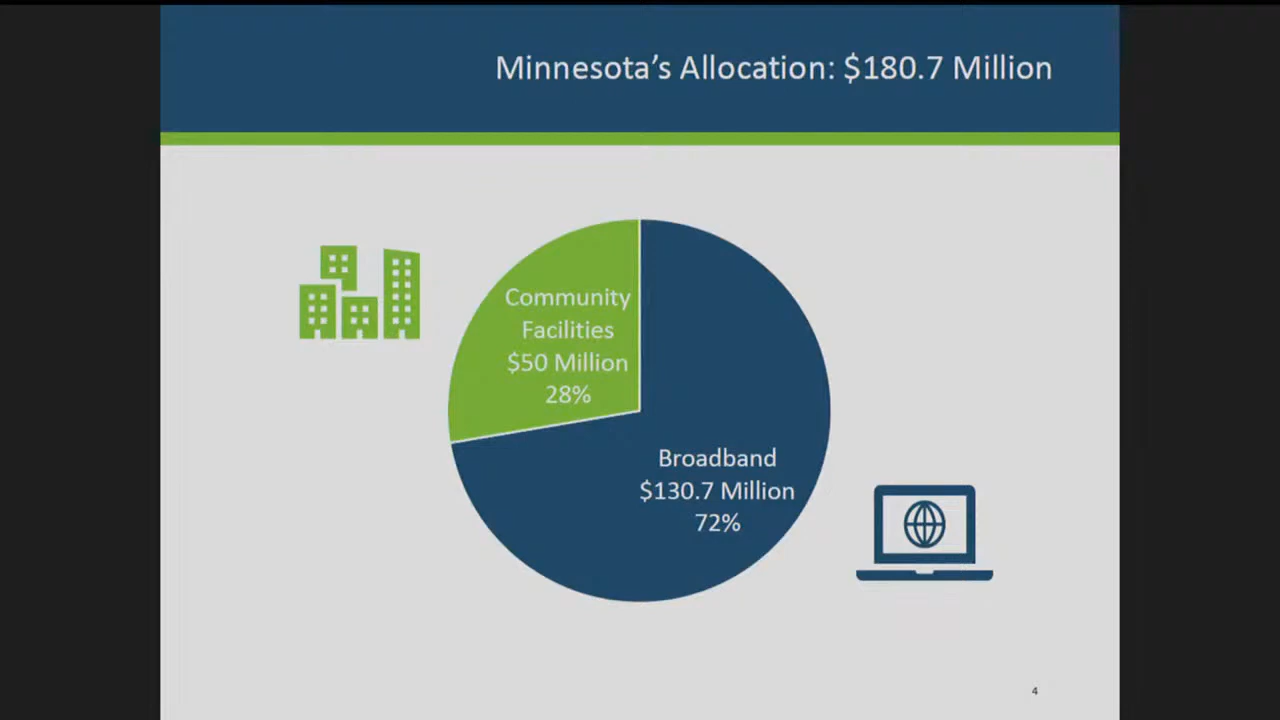 Minnesota's Allocation: $180.7 Million
Community
Facilities
$50 Million
28%
Broadband
$130.7 Million
72%
4